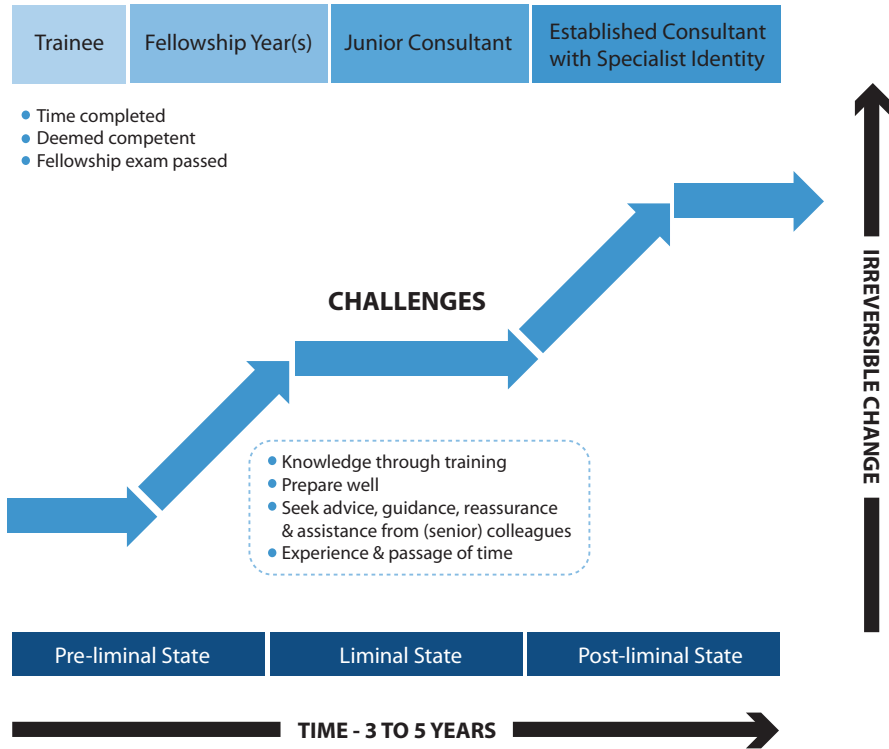 Trainee
Fellowship Year(s)
Junior Consultant
Established Consultant
with Specialist Identity
• Time completed
• Deemed competent
• Fellowship exam passed
CHALLENGES
• Knowledge through training
• Prepare well
• Seek advice, guidance, reassurance
& assistance from (senior) colleagues
• Experience & passage of time
IRREVERSIBLE CHANGE
Pre-liminal State
Liminal State
Post-liminal State
TIME - 3 TO 5 YEARS